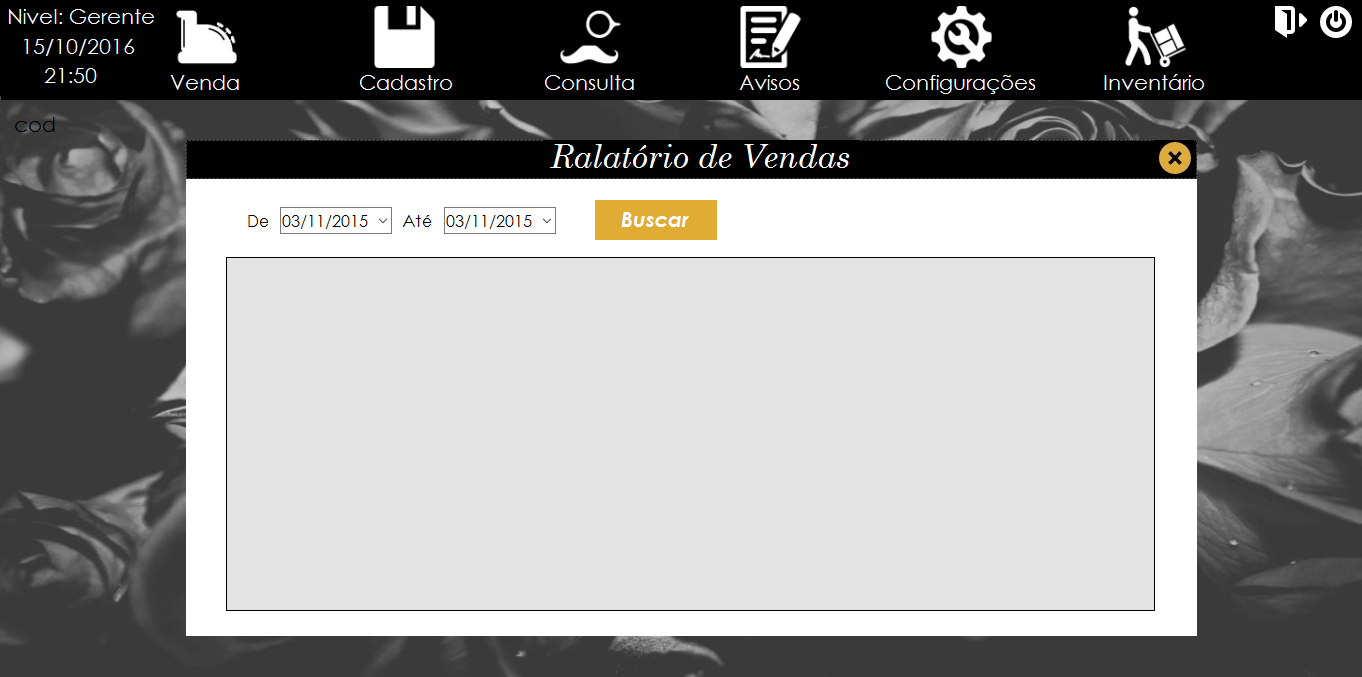 Nivel: Gerente
15/10/2016
21:50
Venda
Cadastro
Consulta
Avisos
Configurações
Inventário
cod
Ralatório de Vendas
De 03/11/2015 Até 03/11/2015 Buscar